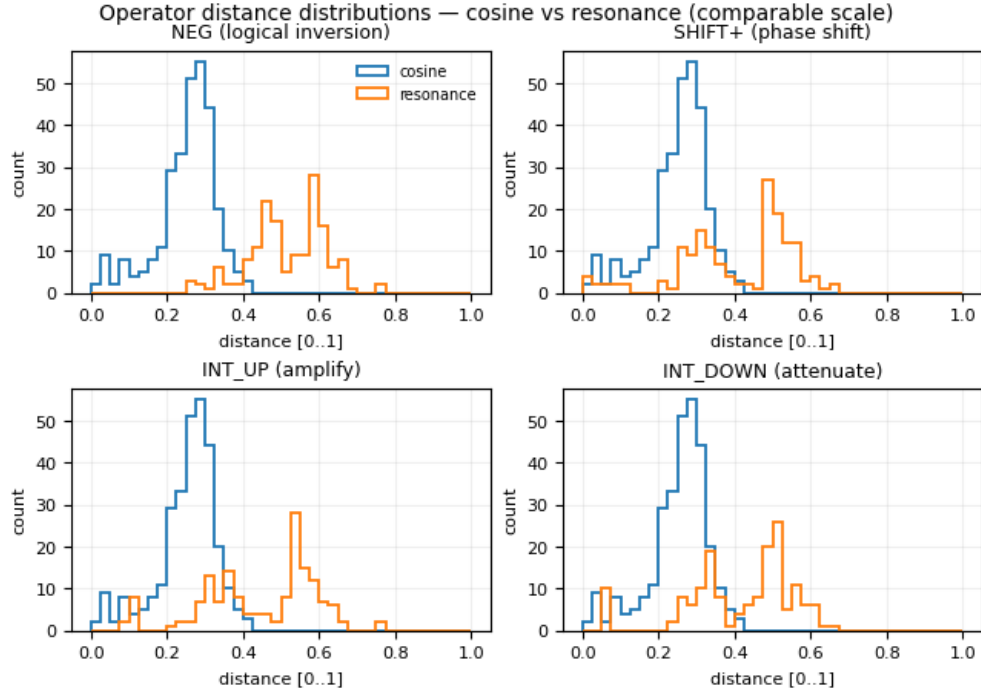 Operator distance distributions — cosine vs resonance (comparable scale)
NEG (logical inversion)
count
50
40
30
20
10
0
cosine
resonance
0.0 0.2 0.4 0.6 0.8 1.0
distance [0..1]
SHIFT+ (phase shift)
count
50
40
30
20
10
0
0.0 0.2 0.4 0.6 0.8 1.0
distance [0..1]
INT_UP (amplify)
count
50
40
30
20
10
0
0.0 0.2 0.4 0.6 0.8 1.0
distance [0..1]
INT_DOWN (attenuate)
count
50
40
30
20
10
0
0.0 0.2 0.4 0.6 0.8 1.0
distance [0..1]